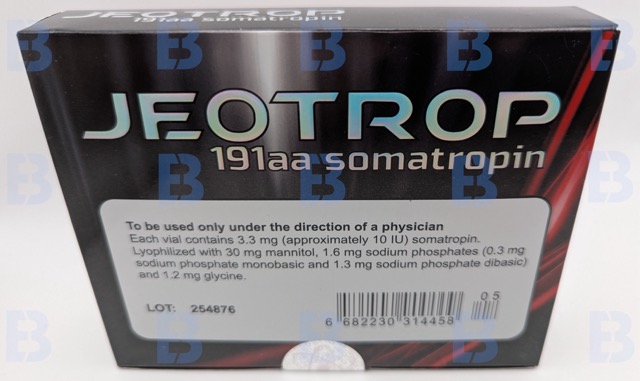 JEOTROP
191aa somatropin
JEOTROP
191aa somatropin
To be used only under the direction of a physician
Each vial contains 3.3 mg (approximately 10 IU) somatropin.
Lyophilized with 30 mg mannitol, 1.6 mg sodium phosphates (0.3 mg
sodium phosphate monobasic and 1.3 mg sodium phosphate dibasic)
and 1.2 mg glycine.
LOT: 254876
05
6 682230 314458